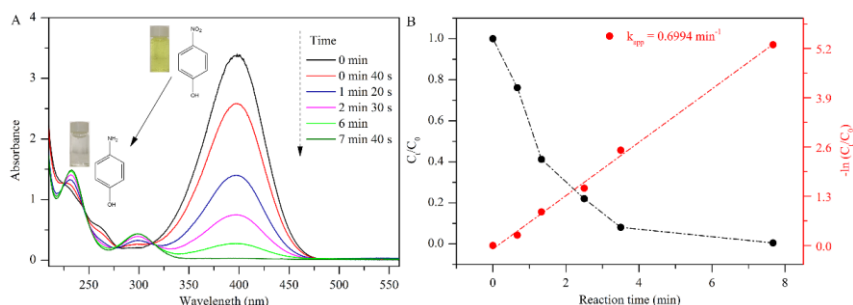 A
Absorbance
4
3
2
1
0
250
300
350
400
450
500
550
Wavelength (nm)
NO₂
OH
NH₂
OH
Time
0 min
0 min 40 s
1 min 20 s
2 min 30 s
6 min
7 min 40 s
B
Cₜ/C₀
1.0
0.8
0.6
0.4
0.2
0.0
0
2
4
6
8
Reaction time (min)
kₐₚₚ = 0.6994 min⁻¹
5.2
3.9
2.6
1.3
0.0
-ln (Cₜ/C₀)